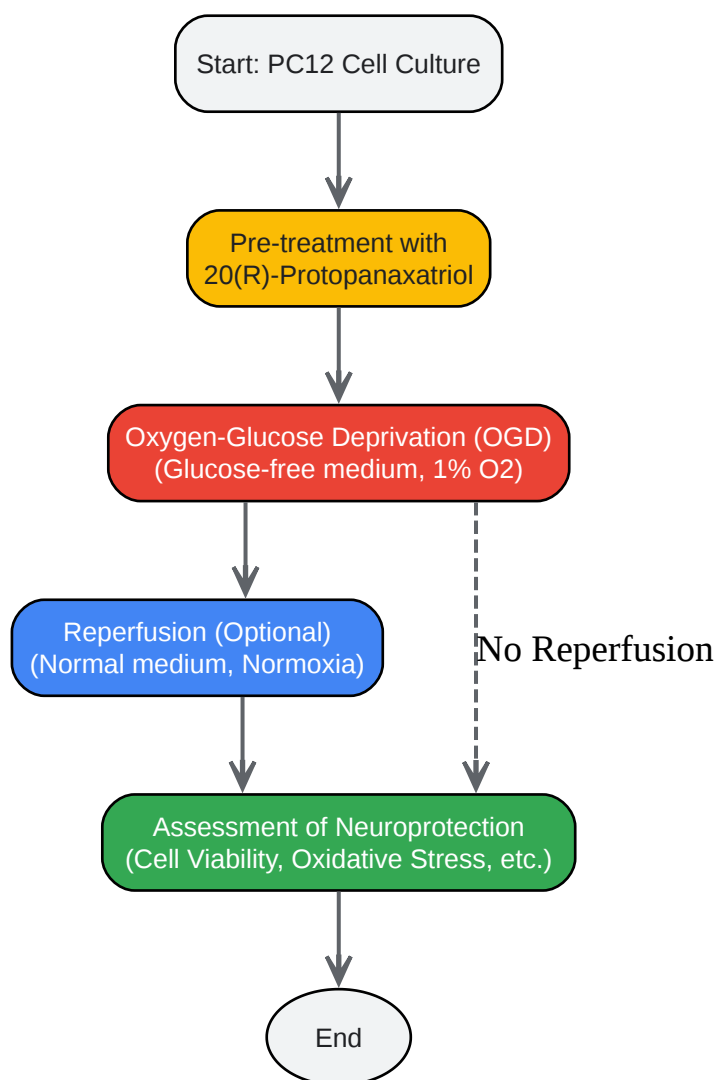 Start: PC12 Cell Culture
Pre-treatment with
20(R)-Protopanaxatriol
Oxygen-Glucose Deprivation (OGD)
(Glucose-free medium, 1% O2)
Reperfusion (Optional)
(Normal medium, Normoxia)
No Reperfusion
Assessment of Neuroprotection
(Cell Viability, Oxidative Stress, etc.)
End